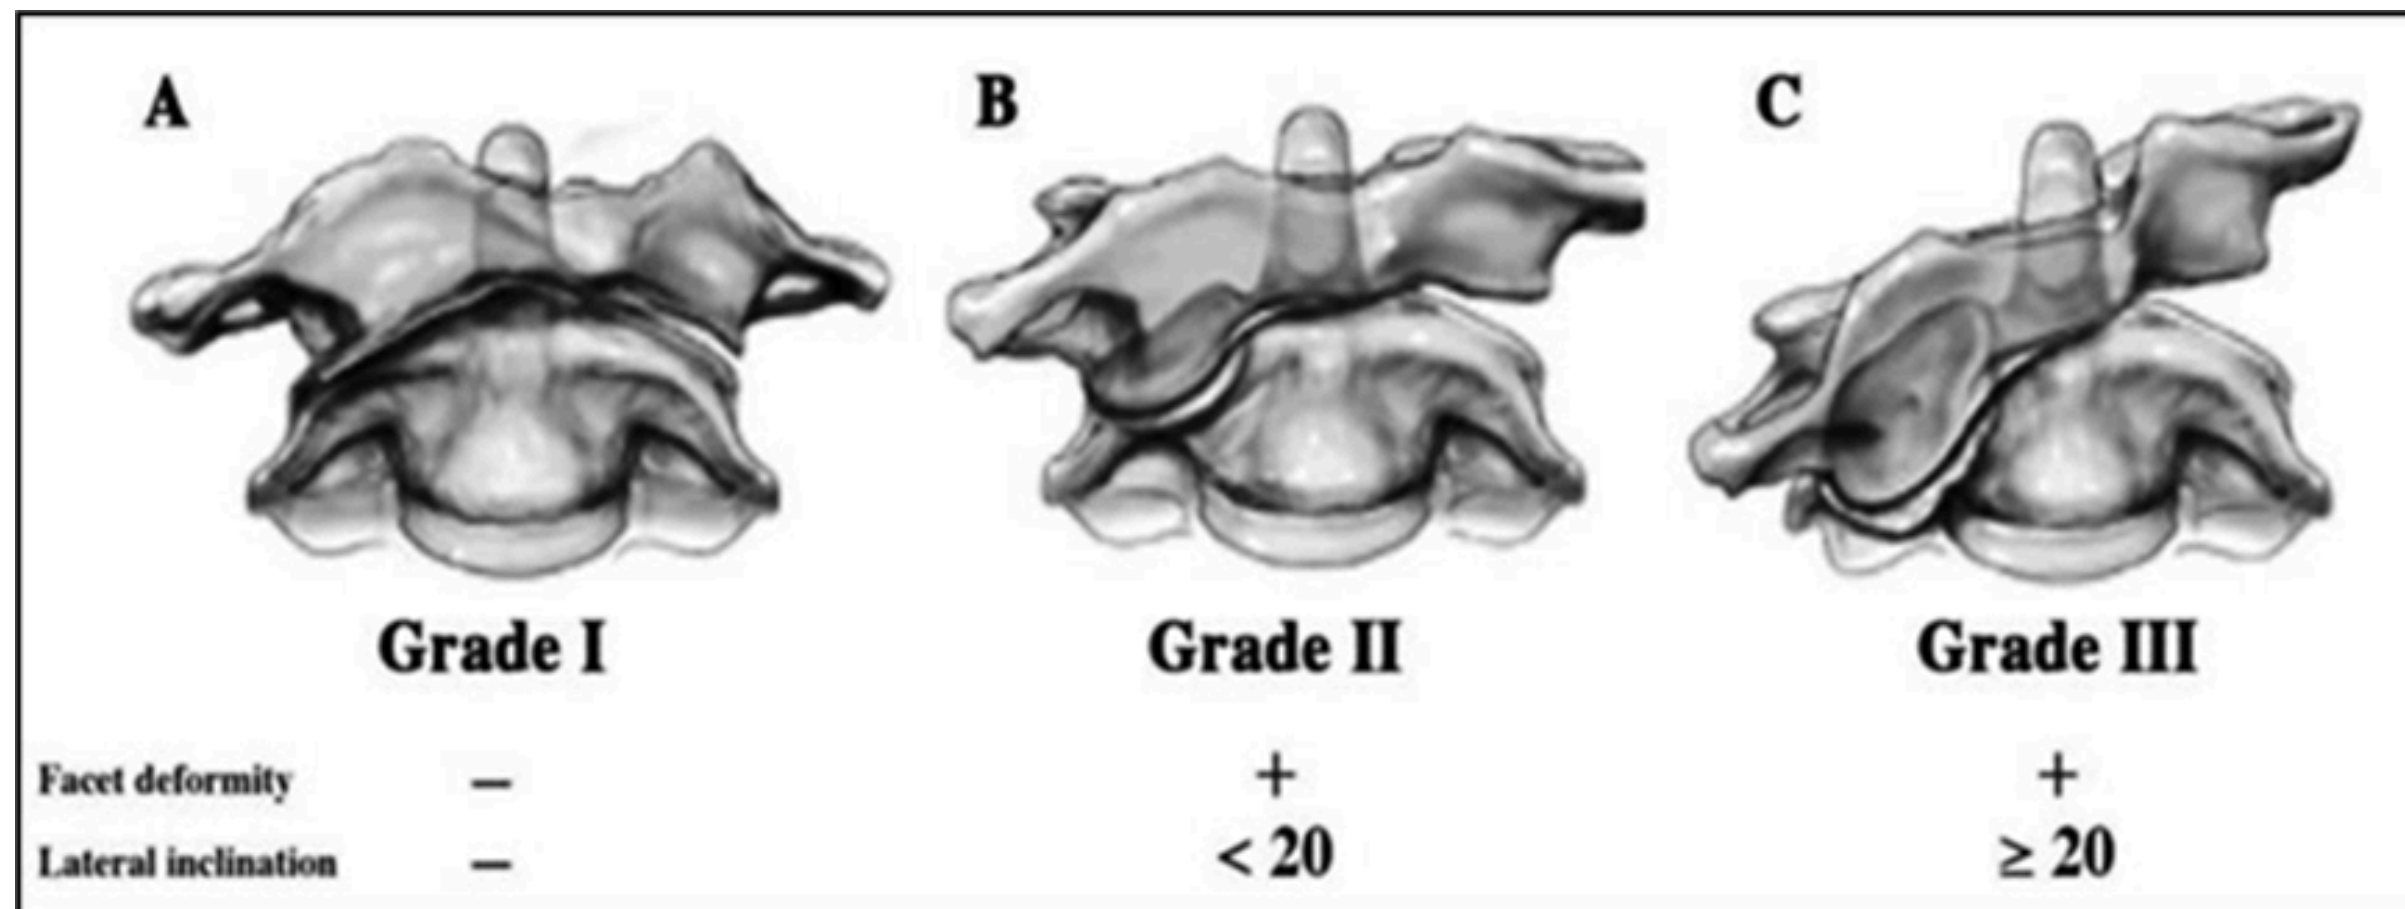 A B C
Grade I Grade II Grade III
Facet deformity − + +
Lateral inclination − < 20 ≥ 20